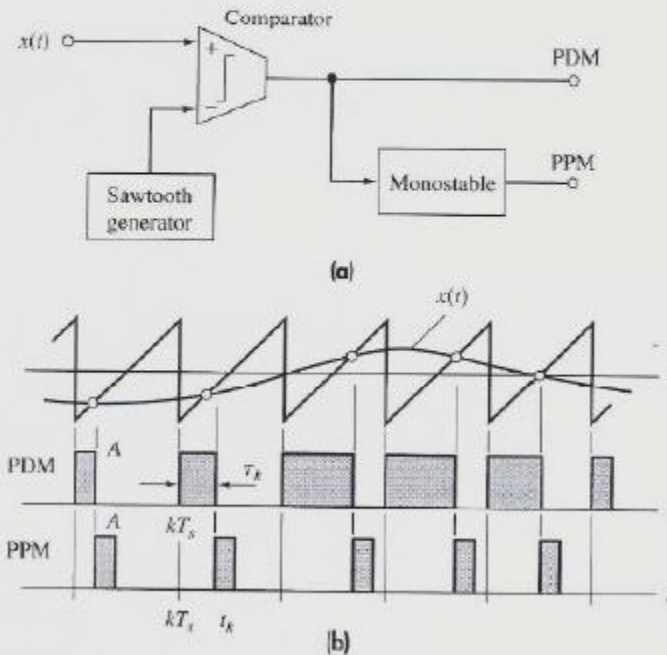 Comparator
x(t)
+
−
PDM
PPM
Monostable
Sawtooth
generator
(a)
x(t)
PDM
A
τk
kTs
PPM
A
kTs tk
(b)